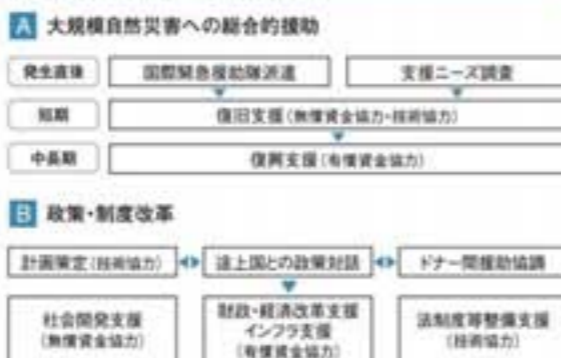 A 大規模自然災害への総合的援助
発生直後 国際緊急援助隊派遣 支援ニーズ調査
短期 復旧支援(無償資金協力・技術協力)
中長期 復興支援(有償資金協力)
B 政策・制度改革
計画策定(技術協力) 途上国との政策対話 ドナー間援助協調
社会開発支援
(無償資金協力)
財政・経済改革支援
インフラ支援
(有償資金協力)
法制度等整備支援
(技術協力)